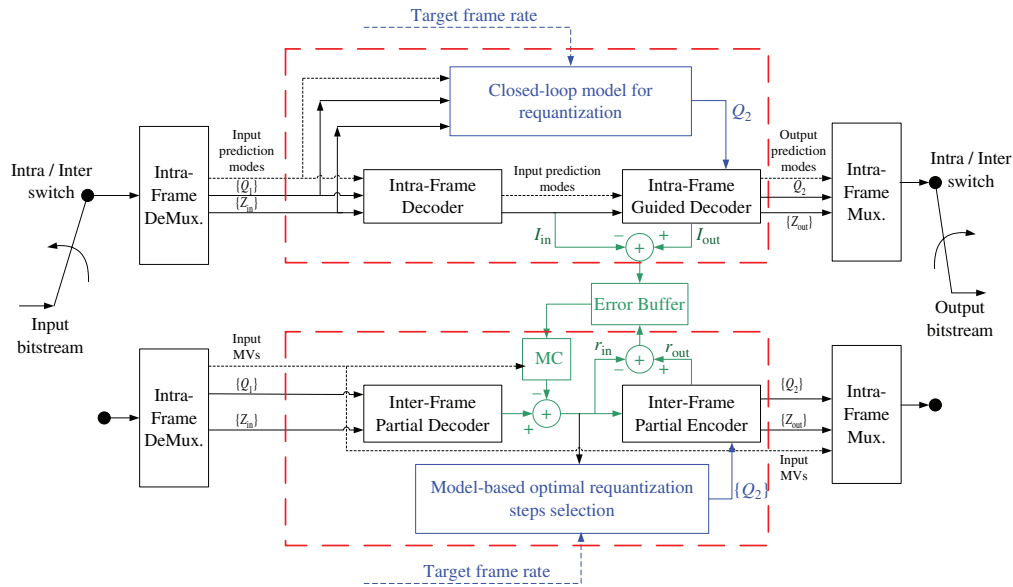 Target frame rate
Closed-loop model for
requantization
Q2
Input
prediction
modes
Output
prediction
modes
Intra / Inter
switch
Intra-
Frame
DeMux.
{Q1}
{Zin}
Intra-Frame
Decoder
Input prediction
modes
Intra-Frame
Guided Decoder
Q2
{Zout}
Intra-
Frame
Mux.
Intra / Inter
switch
Iin
−
+
+
Iout
Input
bitstream
Error Buffer
Output
bitstream
Input
MVs
MC
rin
+
−
rout
+
Intra-
Frame
DeMux.
{Q1}
{Zin}
Inter-Frame
Partial Decoder
−
+
+
Inter-Frame
Partial Encoder
{Q2}
{Zout}
Intra-
Frame
Mux.
Input
MVs
Model-based optimal requantization
steps selection
{Q2}
Target frame rate